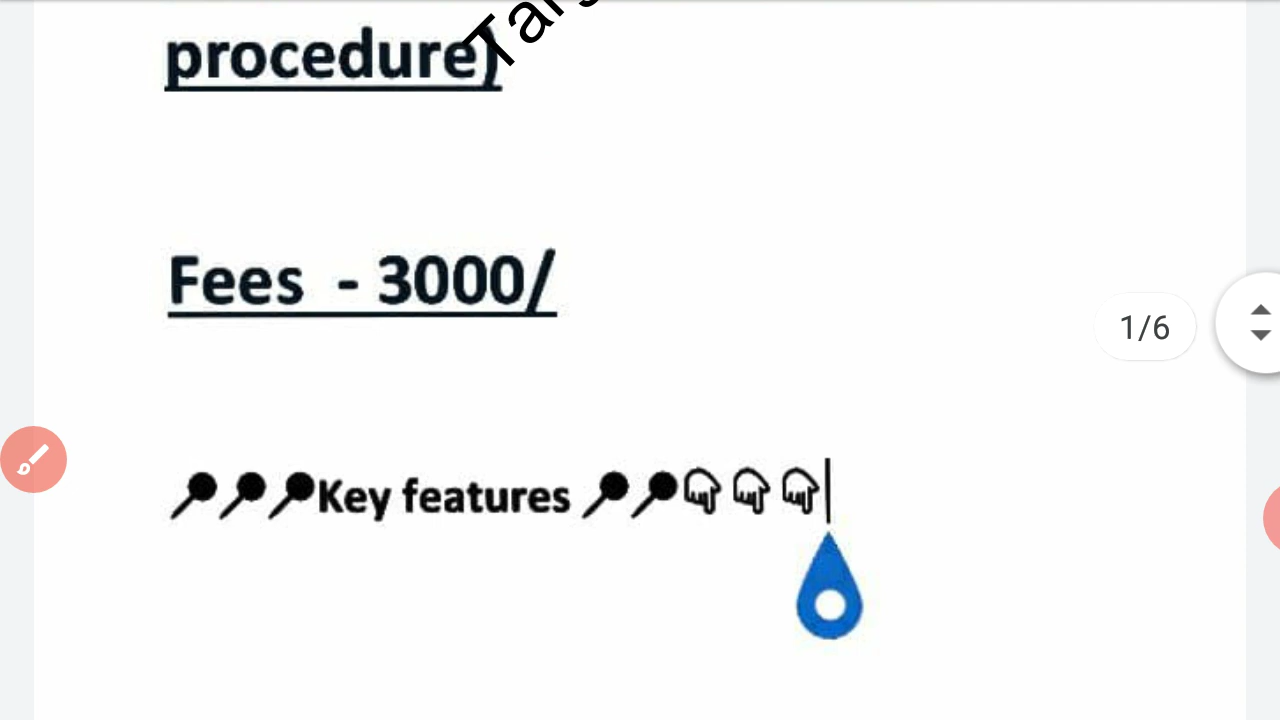 procedure)
Fees - 3000/
1/6
📍📍📍Key features 📍📍👇👇👇